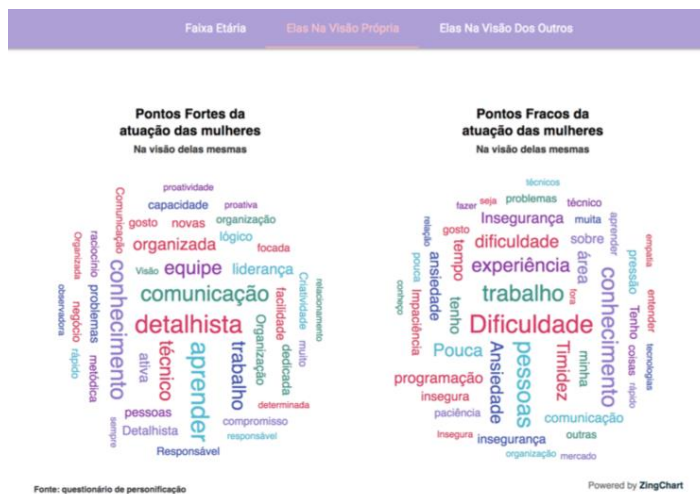 Faixa Etária
Elas Na Visão Própria
Elas Na Visão Dos Outros
Pontos Fortes da
atuação das mulheres
Na visão delas mesmas
proatividade
capacidade
proativa
Comunicação
gosto
novas
organização
organizada
lógico
focada
Organizada
raciocínio
Visão
equipe
liderança
conhecimento
comunicação
facilidade
Criatividade
relacionamento
observadora
problemas
negócio
detalhista
Organização
muito
rápido
metódica
ativa
técnico
aprender
trabalho
dedicada
determinada
pessoas
compromisso
sempre
Detalhista
responsável
Responsável
Pontos Fracos da
atuação das mulheres
Na visão delas mesmas
técnicos
fazer
seja
problemas
técnico
Insegurança
muita
aprender
relação
gosto
dificuldade
sobre
empatia
pouca
ansiedade
tempo
experiência
área
pressão
conheço
Impaciência
tenho
trabalho
fora
conhecimento
entender
Tenho
Dificuldade
Pouca
Ansiedade
pessoas
Timidez
minha
coisas
tecnologias
rápido
programação
insegura
paciência
comunicação
Insegura
insegurança
outras
organização
mercado
Fonte: questionário de personificação
Powered by ZingChart